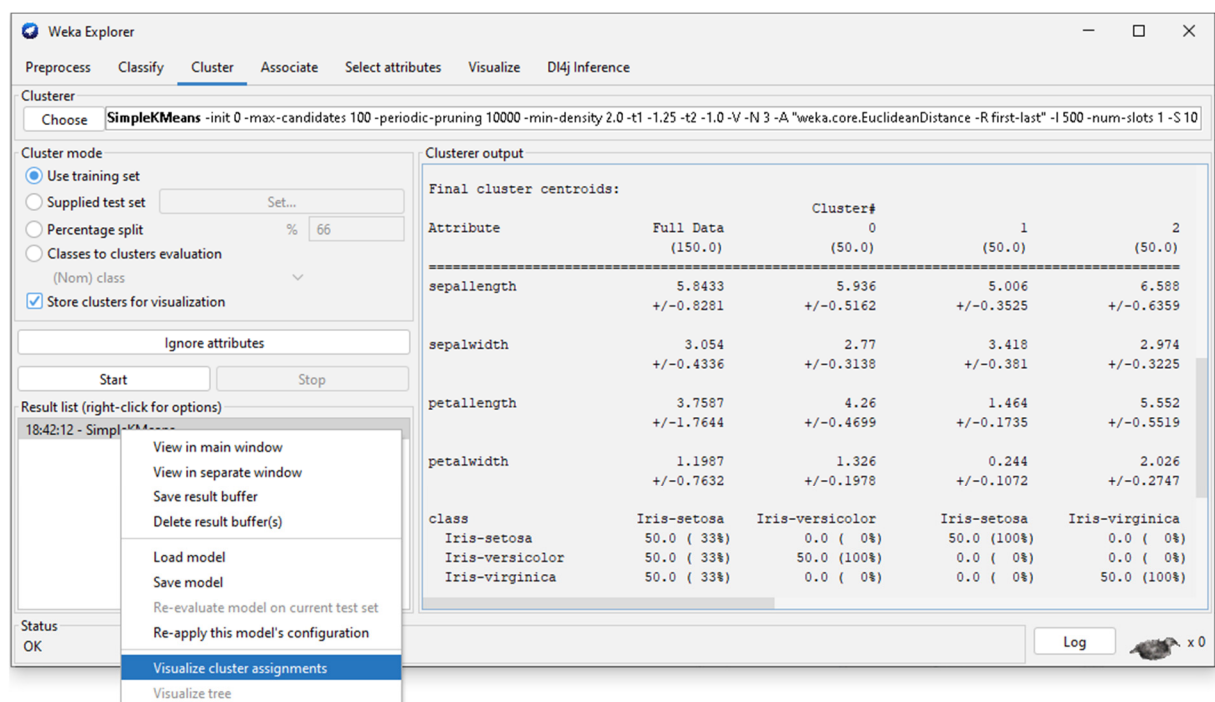 Weka Explorer
Preprocess Classify Cluster Associate Select attributes Visualize Dl4j Inference
Clusterer
Choose SimpleKMeans -init 0 -max-candidates 100 -periodic-pruning 10000 -min-density 2.0 -t1 -1.25 -t2 -1.0 -V -N 3 -A "weka.core.EuclideanDistance -R first-last" -I 500 -num-slots 1 -S 10
Cluster mode
Use training set
Supplied test set Set...
Percentage split % 66
Classes to clusters evaluation
(Nom) class
Store clusters for visualization
Ignore attributes
Start Stop
Result list (right-click for options)
18:42:12 - SimpleKMeans
View in main window
View in separate window
Save result buffer
Delete result buffer(s)
Load model
Save model
Re-evaluate model on current test set
Re-apply this model's configuration
Visualize cluster assignments
Visualize tree
Clusterer output
Final cluster centroids:
Cluster#
Attribute Full Data 0 1 2
(150.0) (50.0) (50.0) (50.0)
sepallength 5.8433 5.936 5.006 6.588
+/-0.8281 +/-0.5162 +/-0.3525 +/-0.6359
sepalwidth 3.054 2.77 3.418 2.974
+/-0.4336 +/-0.3138 +/-0.381 +/-0.3225
petallength 3.7587 4.26 1.464 5.552
+/-1.7644 +/-0.4699 +/-0.1735 +/-0.5519
petalwidth 1.1987 1.326 0.244 2.026
+/-0.7632 +/-0.1978 +/-0.1072 +/-0.2747
class Iris-setosa Iris-versicolor Iris-setosa Iris-virginica
Iris-setosa 50.0 ( 33%) 0.0 ( 0%) 50.0 (100%) 0.0 ( 0%)
Iris-versicolor 50.0 ( 33%) 50.0 (100%) 0.0 ( 0%) 0.0 ( 0%)
Iris-virginica 50.0 ( 33%) 0.0 ( 0%) 0.0 ( 0%) 50.0 (100%)
Status
OK
Log x 0